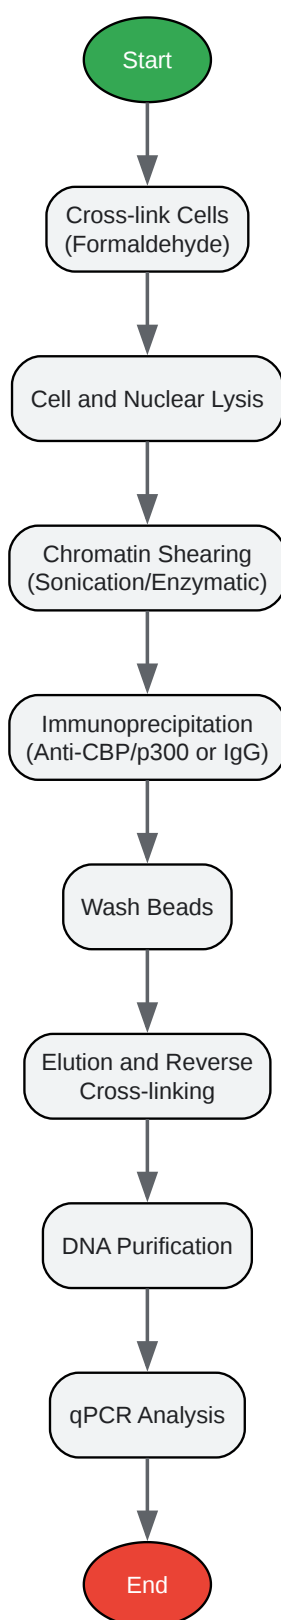 Start
Cross-link Cells
(Formaldehyde)
Cell and Nuclear Lysis
Chromatin Shearing
(Sonication/Enzymatic)
Immunoprecipitation
(Anti-CBP/p300 or IgG)
Wash Beads
Elution and Reverse
Cross-linking
DNA Purification
qPCR Analysis
End